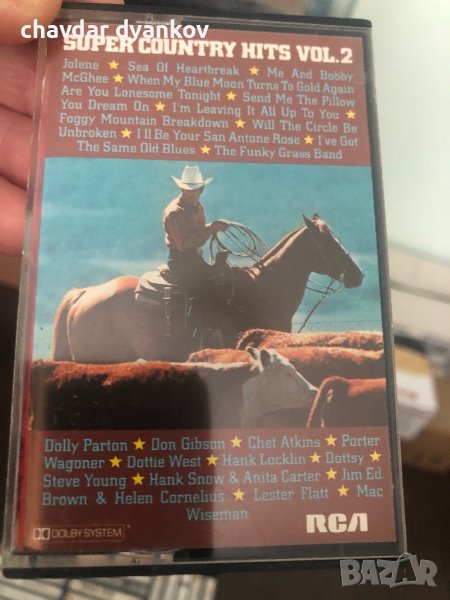 chavdar dyankov
SUPER COUNTRY HITS VOL.2
Jolene ★ Sea Of Heartbreak ★ Me And Bobby
McGhee ★ When My Blue Moon Turns To Gold Again
Are You Lonesome Tonight ★ Send Me The Pillow
You Dream On ★ I'm Leaving It All Up To You ★
Foggy Mountain Breakdown ★ Will The Circle Be
Unbroken ★ I'll Be Your San Antone Rose ★ I've Got
The Same Old Blues ★ The Funky Grass Band
Dolly Parton ★ Don Gibson ★ Chet Atkins ★ Porter
Wagoner ★ Dottie West ★ Hank Locklin ★ Dottsy ★
Steve Young ★ Hank Snow & Anita Carter ★ Jim Ed
Brown & Helen Cornelius ★ Lester Flatt ★ Mac
Wiseman
DOLBY SYSTEM
RCA
BAZAR